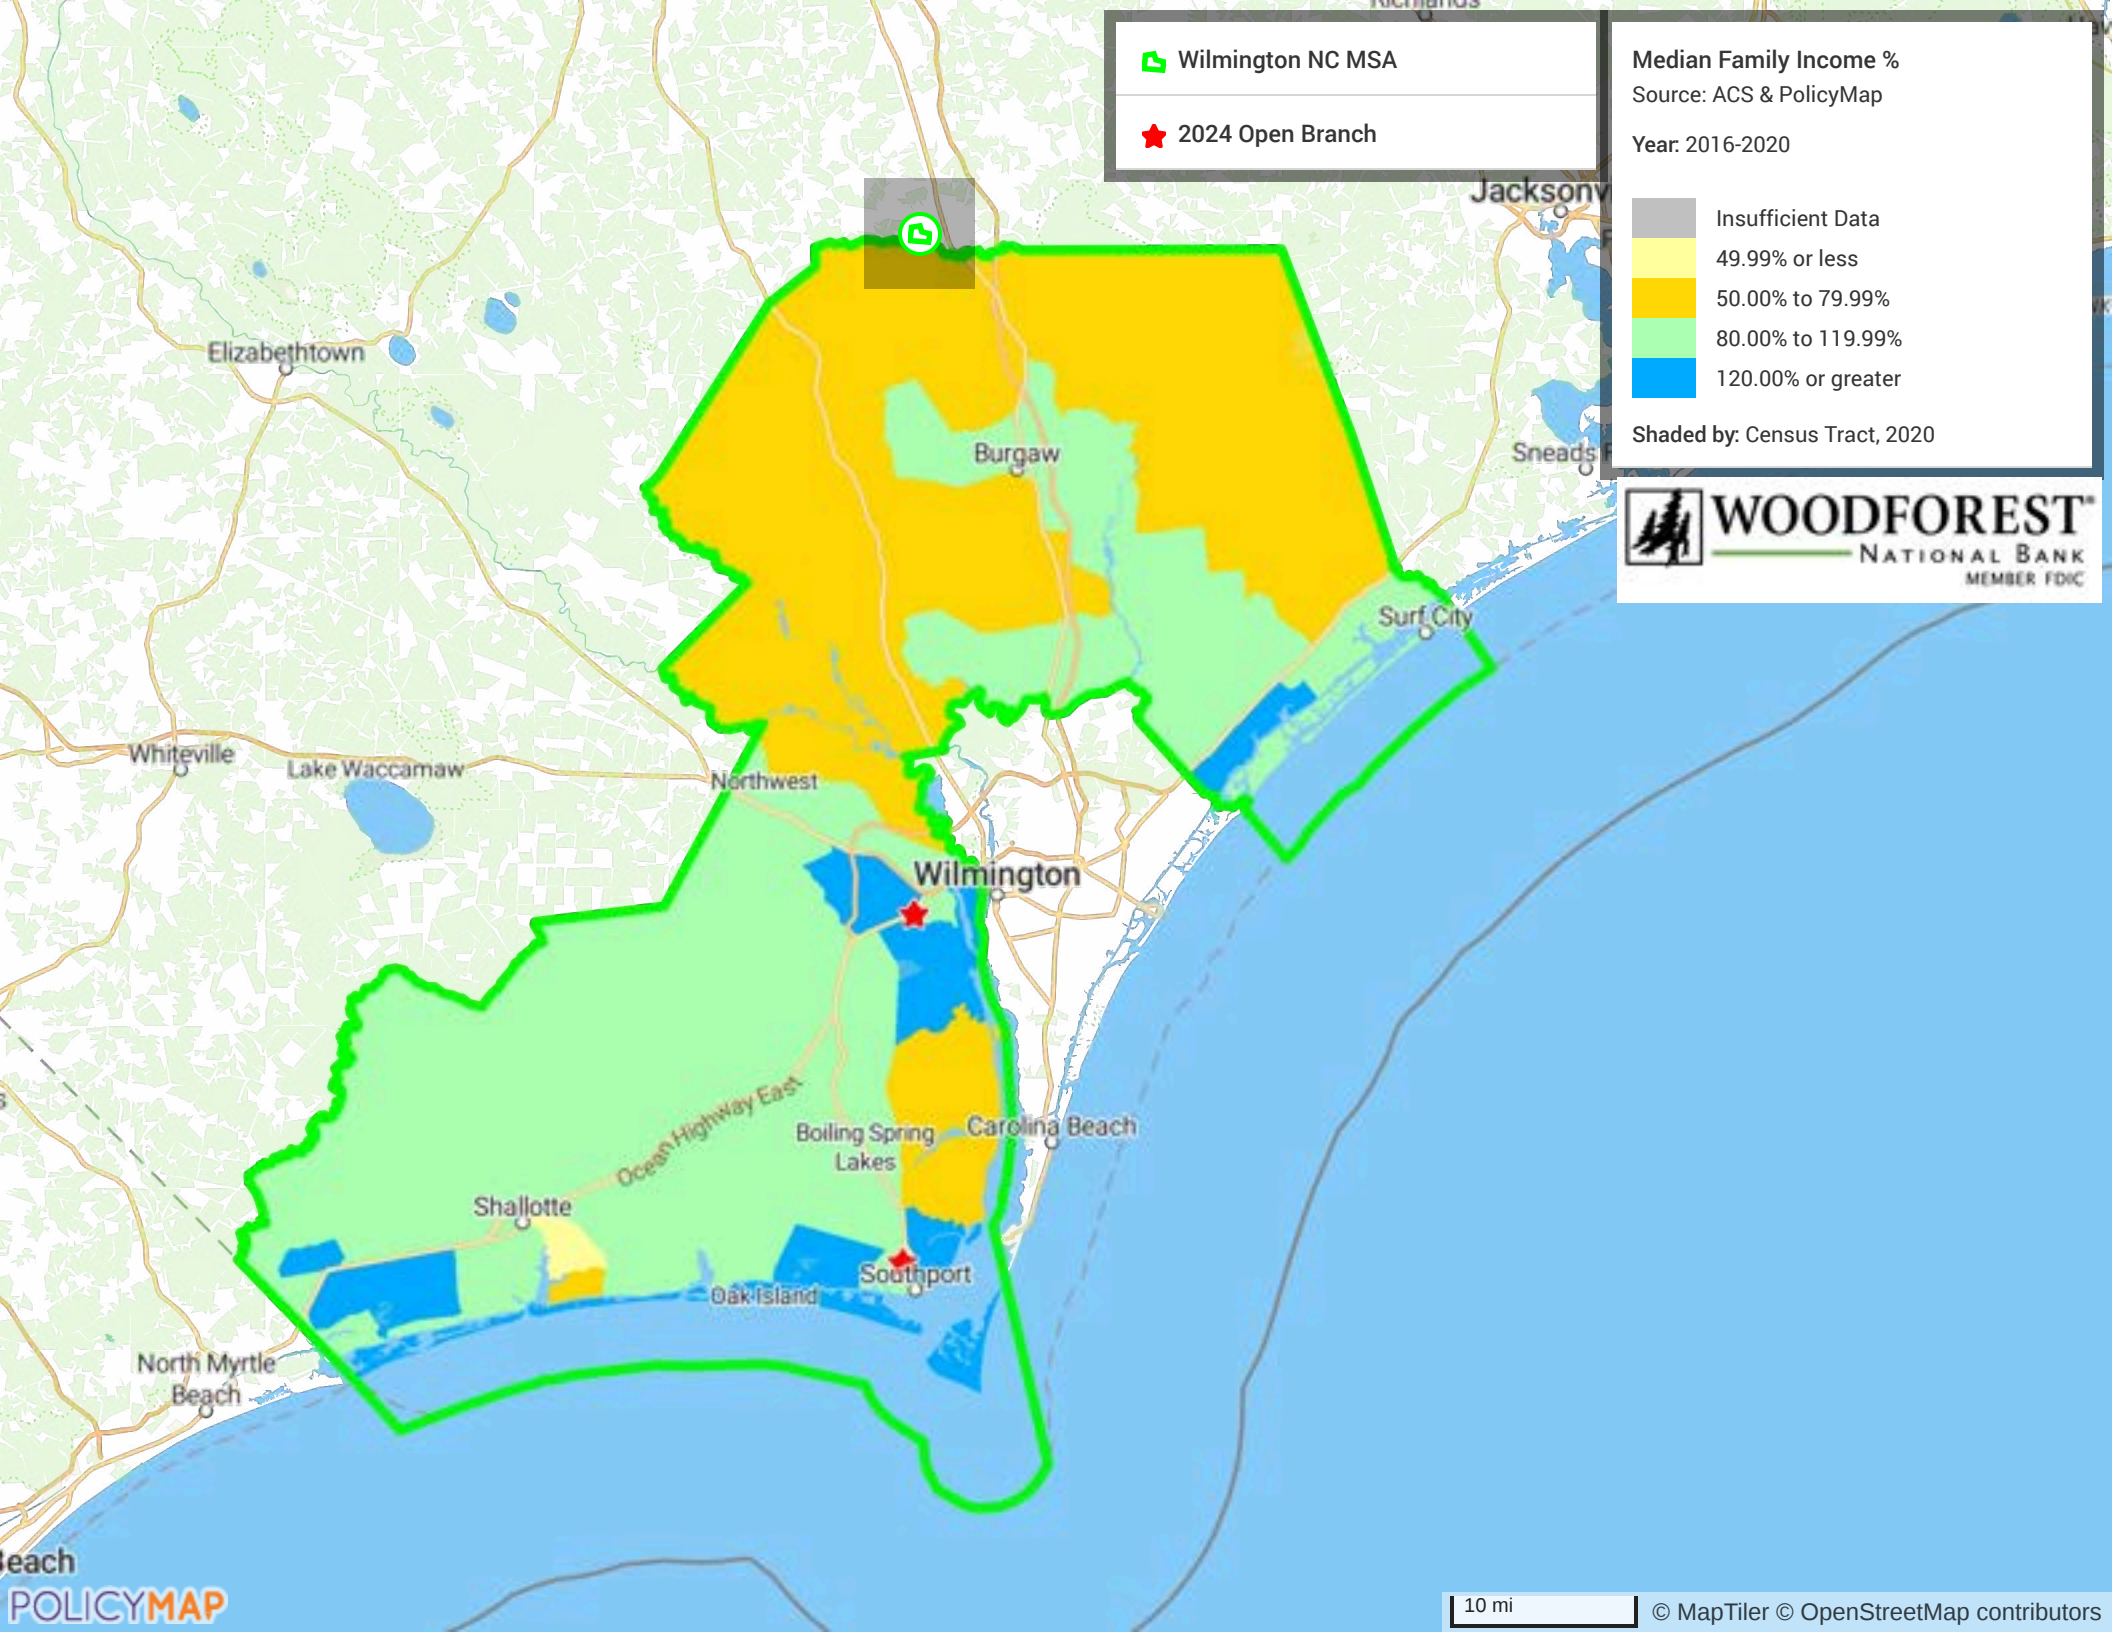 Richlands
Wilmington NC MSA
2024 Open Branch
Median Family Income %
Source: ACS & PolicyMap
Year: 2016-2020
Insufficient Data
49.99% or less
50.00% to 79.99%
80.00% to 119.99%
120.00% or greater
Shaded by: Census Tract, 2020
WOODFOREST
NATIONAL BANK
MEMBER FDIC
Jacksonv
Elizabethtown
Burgaw
Sneads F
Surf City
Whiteville
Lake Waccamaw
Northwest
Wilmington
Ocean Highway East
Boiling Spring
Lakes
Carolina Beach
Shallotte
Southport
Oak Island
North Myrtle
Beach
Beach
POLICYMAP
10 mi
© MapTiler © OpenStreetMap contributors